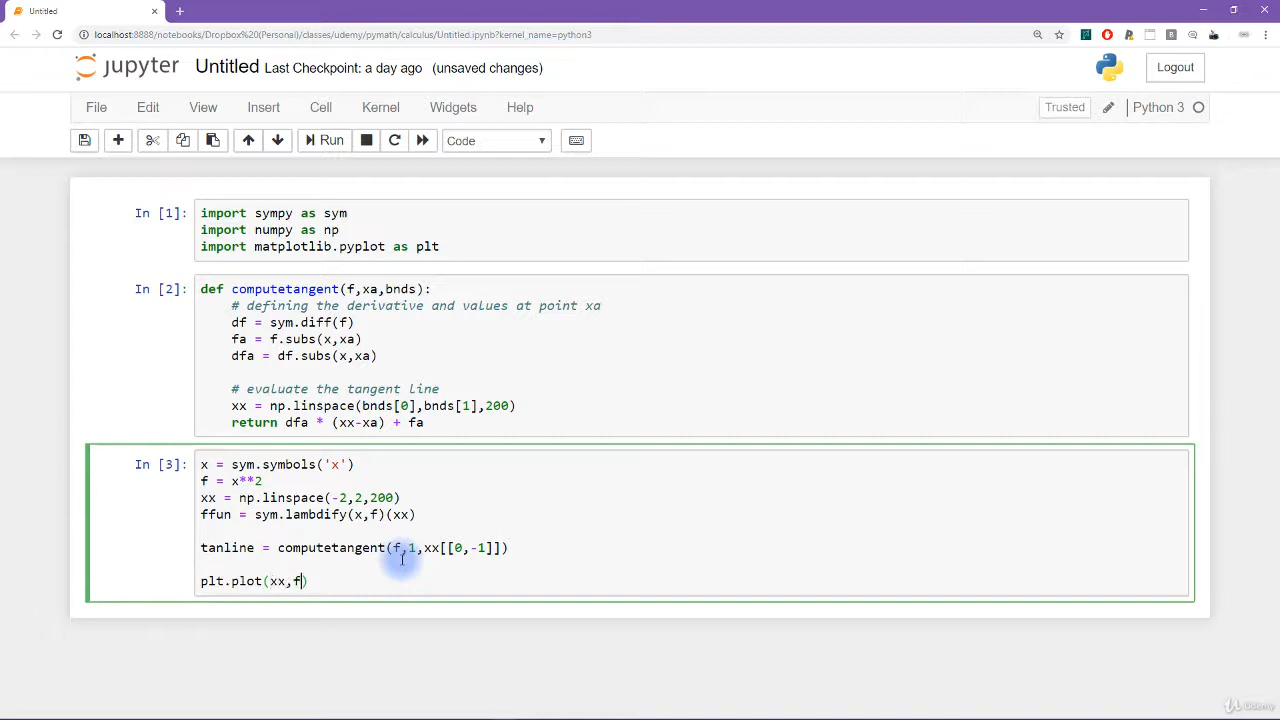 Untitled
localhost:8888/notebooks/Dropbox%20(Personal)/classes/udemy/pymath/calculus/Untitled.ipynb?kernel_name=python3
jupyter Untitled Last Checkpoint: a day ago (unsaved changes) Logout
File Edit View Insert Cell Kernel Widgets Help Trusted Python 3
Run Code
In [1]: import sympy as sym
import numpy as np
import matplotlib.pyplot as plt
In [2]: def computetangent(f,xa,bnds):
# defining the derivative and values at point xa
df = sym.diff(f)
fa = f.subs(x,xa)
dfa = df.subs(x,xa)
# evaluate the tangent line
xx = np.linspace(bnds[0],bnds[1],200)
return dfa * (xx-xa) + fa
In [3]: x = sym.symbols('x')
f = x**2
xx = np.linspace(-2,2,200)
ffun = sym.lambdify(x,f)(xx)
tanline = computetangent(f,1,xx[[0,-1]])
plt.plot(xx,f)
Udemy